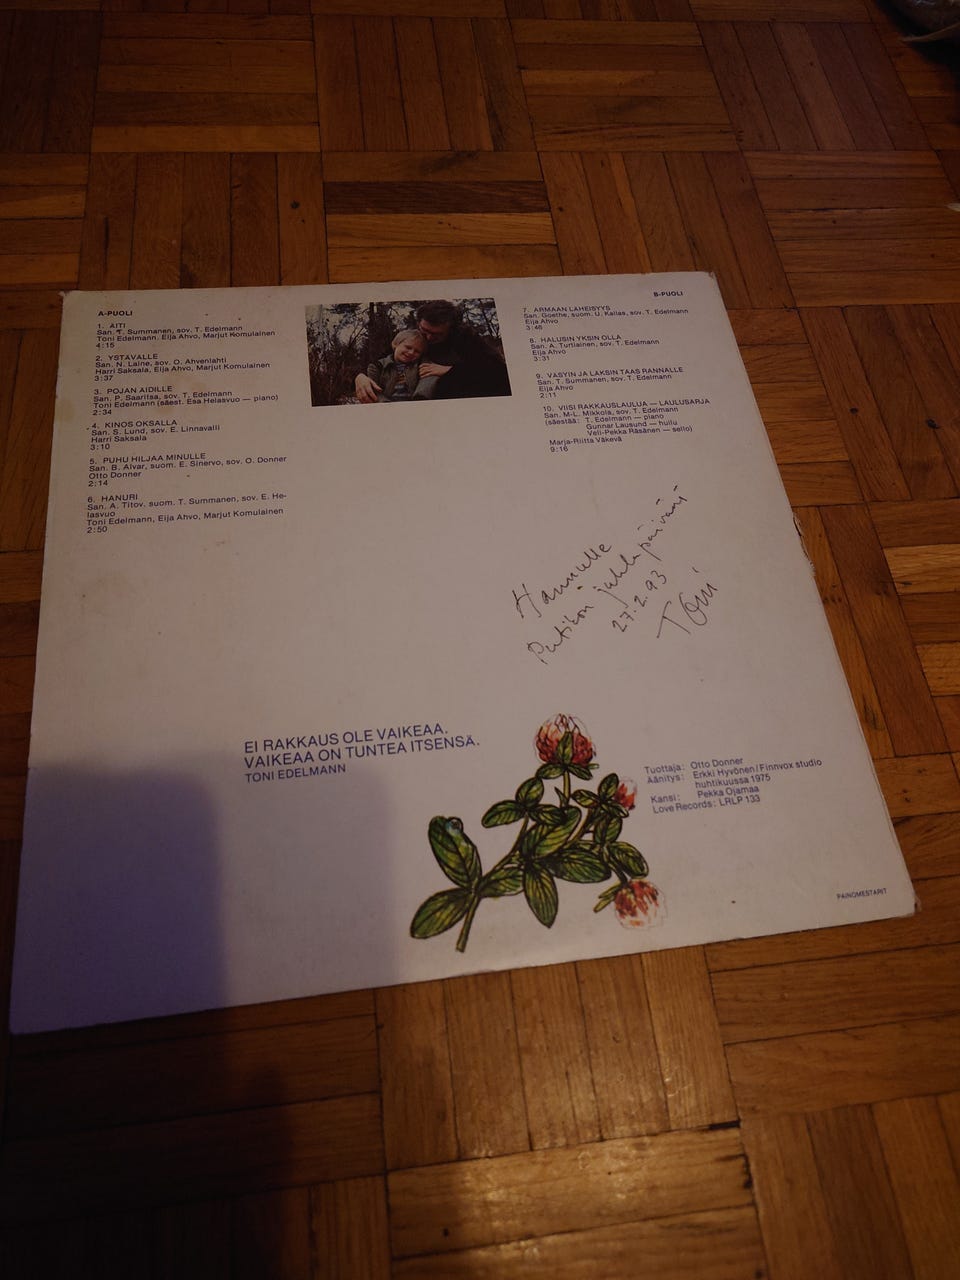 A-PUOLI
1. ÄITI
San. T. Summanen, sov. T. Edelmann
Toni Edelmann, Eija Ahvo, Marjut Komulainen
4:15
2. YSTÄVALLE
San. N. Laine, sov. O. Ahvenlahti
Harri Saksala, Eija Ahvo, Marjut Komulainen
3:37
3. POJAN ÄIDILLE
San. P. Saaritsa, sov. T. Edelmann
Toni Edelmann (säest. Esa Helasvuo — piano)
2:34
4. KINOS OKSALLA
San. S. Lund, sov. E. Linnavalli
Harri Saksala
3:10
5. PUHU HILJAA MINULLE
San. B. Alvar, suom. E. Sinervo, sov. O. Donner
Otto Donner
2:14
6. HANURI
San. A. Titov. suom. T. Summanen, sov. E. He-
lasvuo
Toni Edelmann, Eija Ahvo, Marjut Komulainen
2:50
B-PUOLI
7. ARMAAN LÄHEISYYS
San. Goethe, suom. U. Kailas, sov. T. Edelmann
Eija Ahvo
3:46
8. HALUSIN YKSIN OLLA
San. A. Turtiainen, sov. T. Edelmann
Eija Ahvo
3:31
9. VÄSYIN JA LÄKSIN TAAS RANNALLE
San. T. Summanen, sov. T. Edelmann
Eija Ahvo
2:11
10. VIISI RAKKAUSLAULUA — LAULUSARJA
San. M-L. Mikkola, sov. T. Edelmann
(säestää: T. Edelmann — piano
Gunnar Lausund — huilu
Veli-Pekka Räsänen — sello)
Marja-Riitta Väkevä
9:16
Hannulle
Putikon juhlapäivänä
27.2.93
Toni
EI RAKKAUS OLE VAIKEAA.
VAIKEAA ON TUNTEA ITSENSÄ.
TONI EDELMANN
Tuottaja: Otto Donner
Äänitys: Erkki Hyvönen/Finnvox studio
huhtikuussa 1975
Kansi: Pekka Ojamaa
Love Records: LRLP 133
PAINOMESTARIT